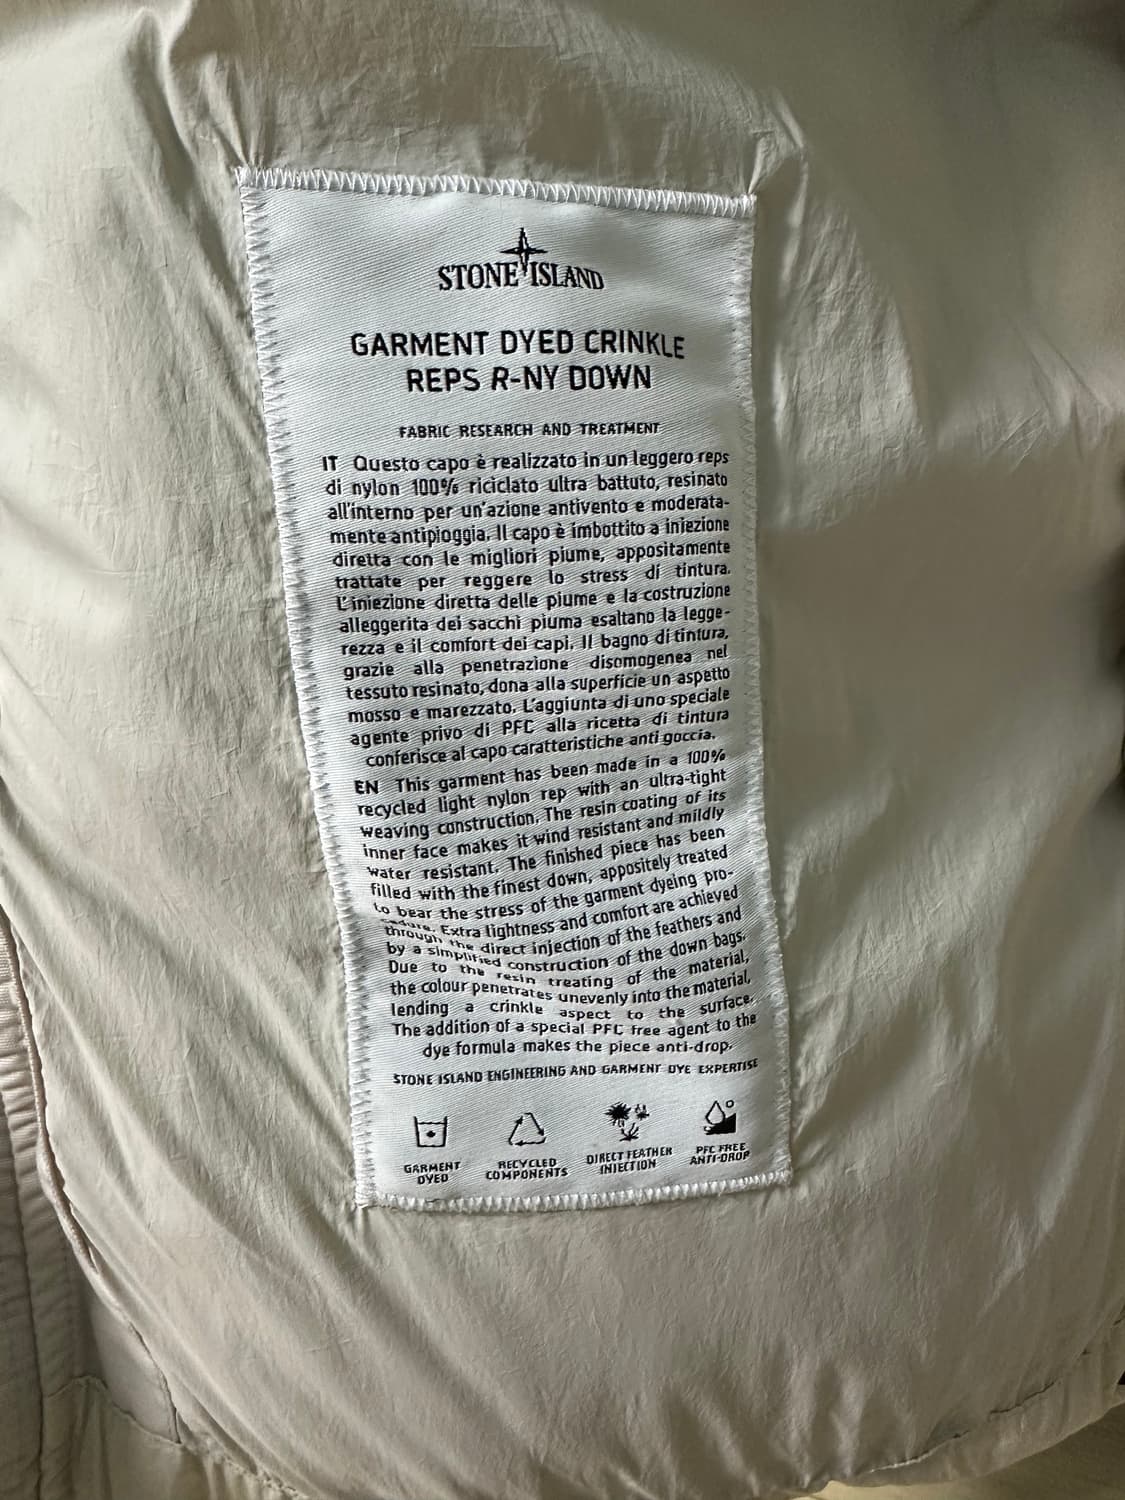 STONE ISLAND
GARMENT DYED CRINKLE
REPS R-NY DOWN
FABRIC RESEARCH AND TREATMENT
IT Questo capo è realizzato in un leggero reps
di nylon 100% riciclato ultra battuto, resinato
all'interno per un'azione antivento e moderata-
mente antipioggia. Il capo è imbottito a iniezione
diretta con le migliori piume, appositamente
trattate per reggere lo stress di tintura.
L'iniezione diretta delle piume e la costruzione
alleggerita dei sacchi piuma esaltano la legge-
rezza e il comfort dei capi. Il bagno di tintura,
grazie alla penetrazione disomogenea nel
tessuto resinato, dona alla superficie un aspetto
mosso e marezzato. L'aggiunta di uno speciale
agente privo di PFC alla ricetta di tintura
conferisce al capo caratteristiche anti goccia.
EN This garment has been made in a 100%
recycled light nylon rep with an ultra-tight
weaving construction. The resin coating of its
inner face makes it wind resistant and mildly
water resistant. The finished piece has been
filled with the finest down, appositely treated
to bear the stress of the garment dyeing pro-
cedure. Extra lightness and comfort are achieved
through the direct injection of the feathers and
by a simplified construction of the down bags.
Due to the resin treating of the material,
the colour penetrates unevenly into the material,
lending a crinkle aspect to the surface.
The addition of a special PFC free agent to the
dye formula makes the piece anti-drop.
STONE ISLAND ENGINEERING AND GARMENT DYE EXPERTISE
GARMENT
DYED
RECYCLED
COMPONENTS
DIRECT FEATHER
INJECTION
PFC FREE
ANTI-DROP